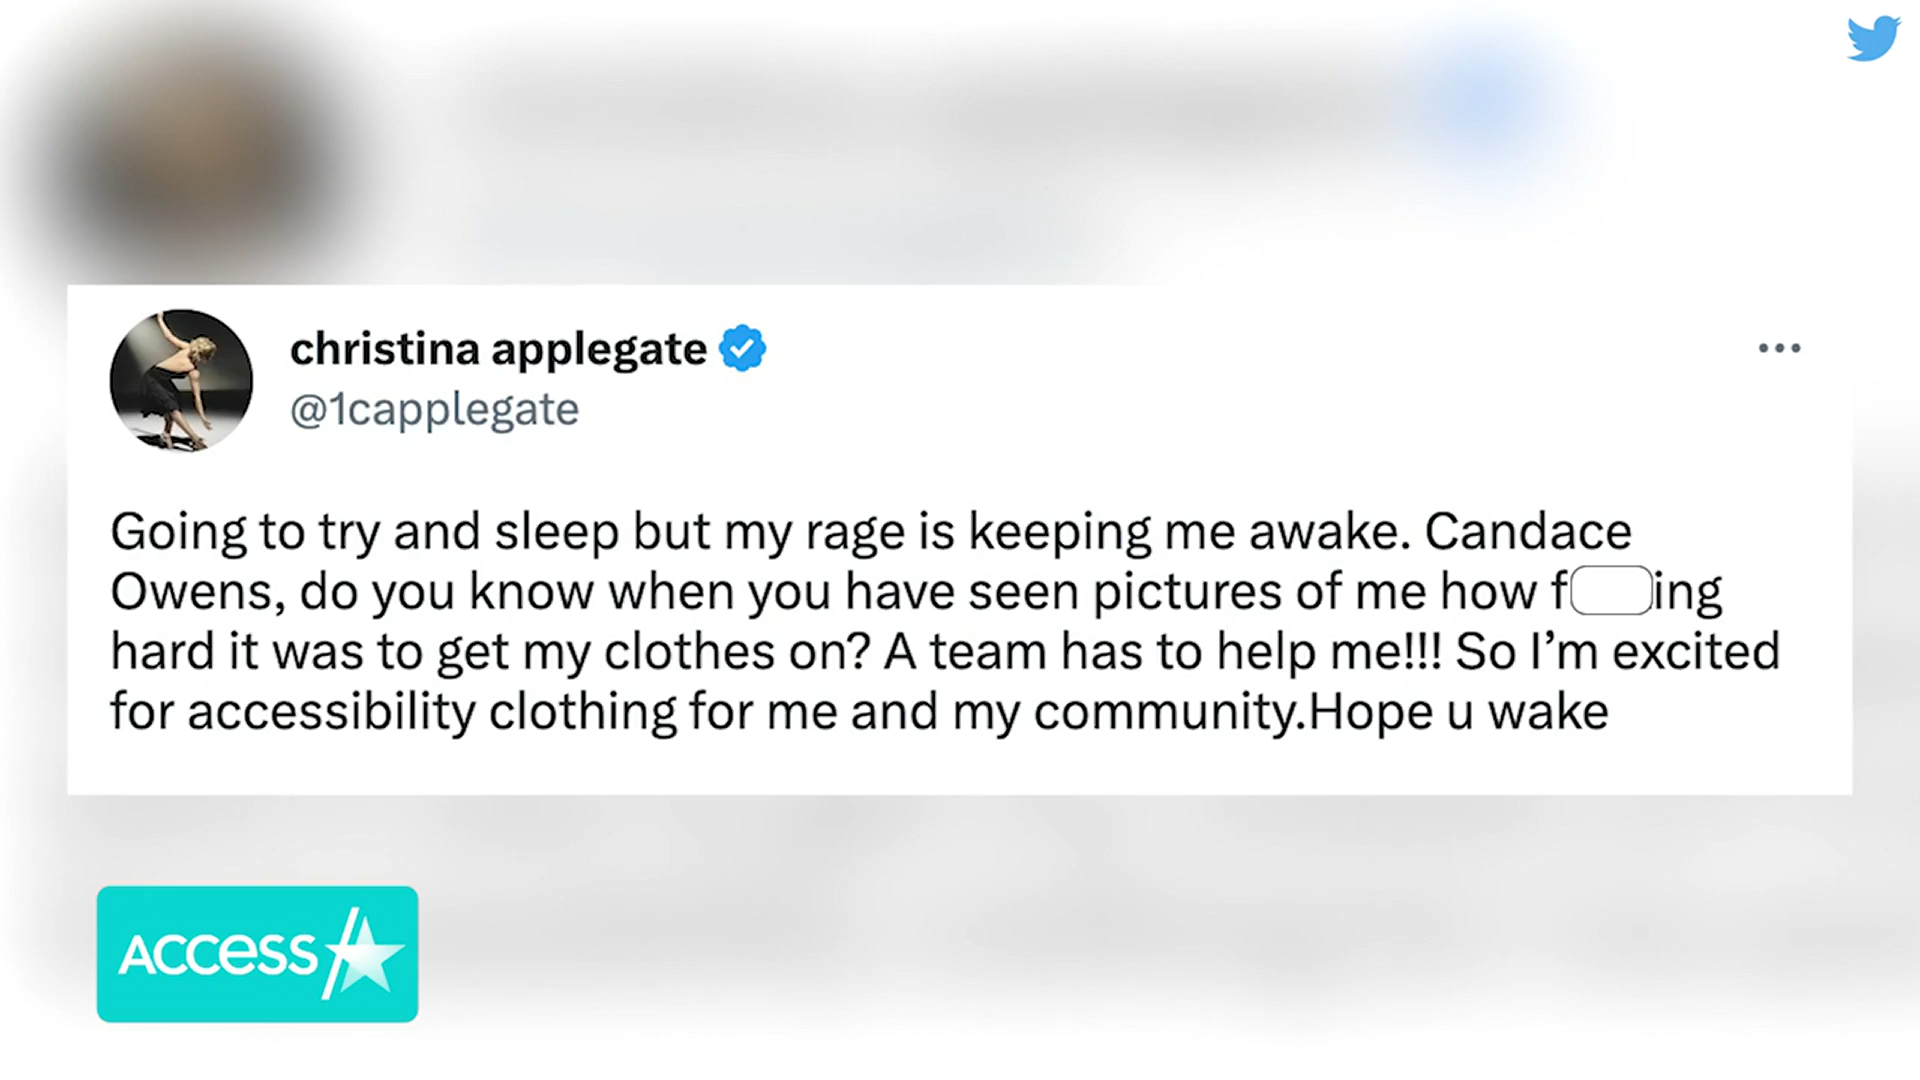 christina applegate
@1capplegate
Going to try and sleep but my rage is keeping me awake. Candace
Owens, do you know when you have seen pictures of me how f ing
hard it was to get my clothes on? A team has to help me!!! So I’m excited
for accessibility clothing for me and my community.Hope u wake
access